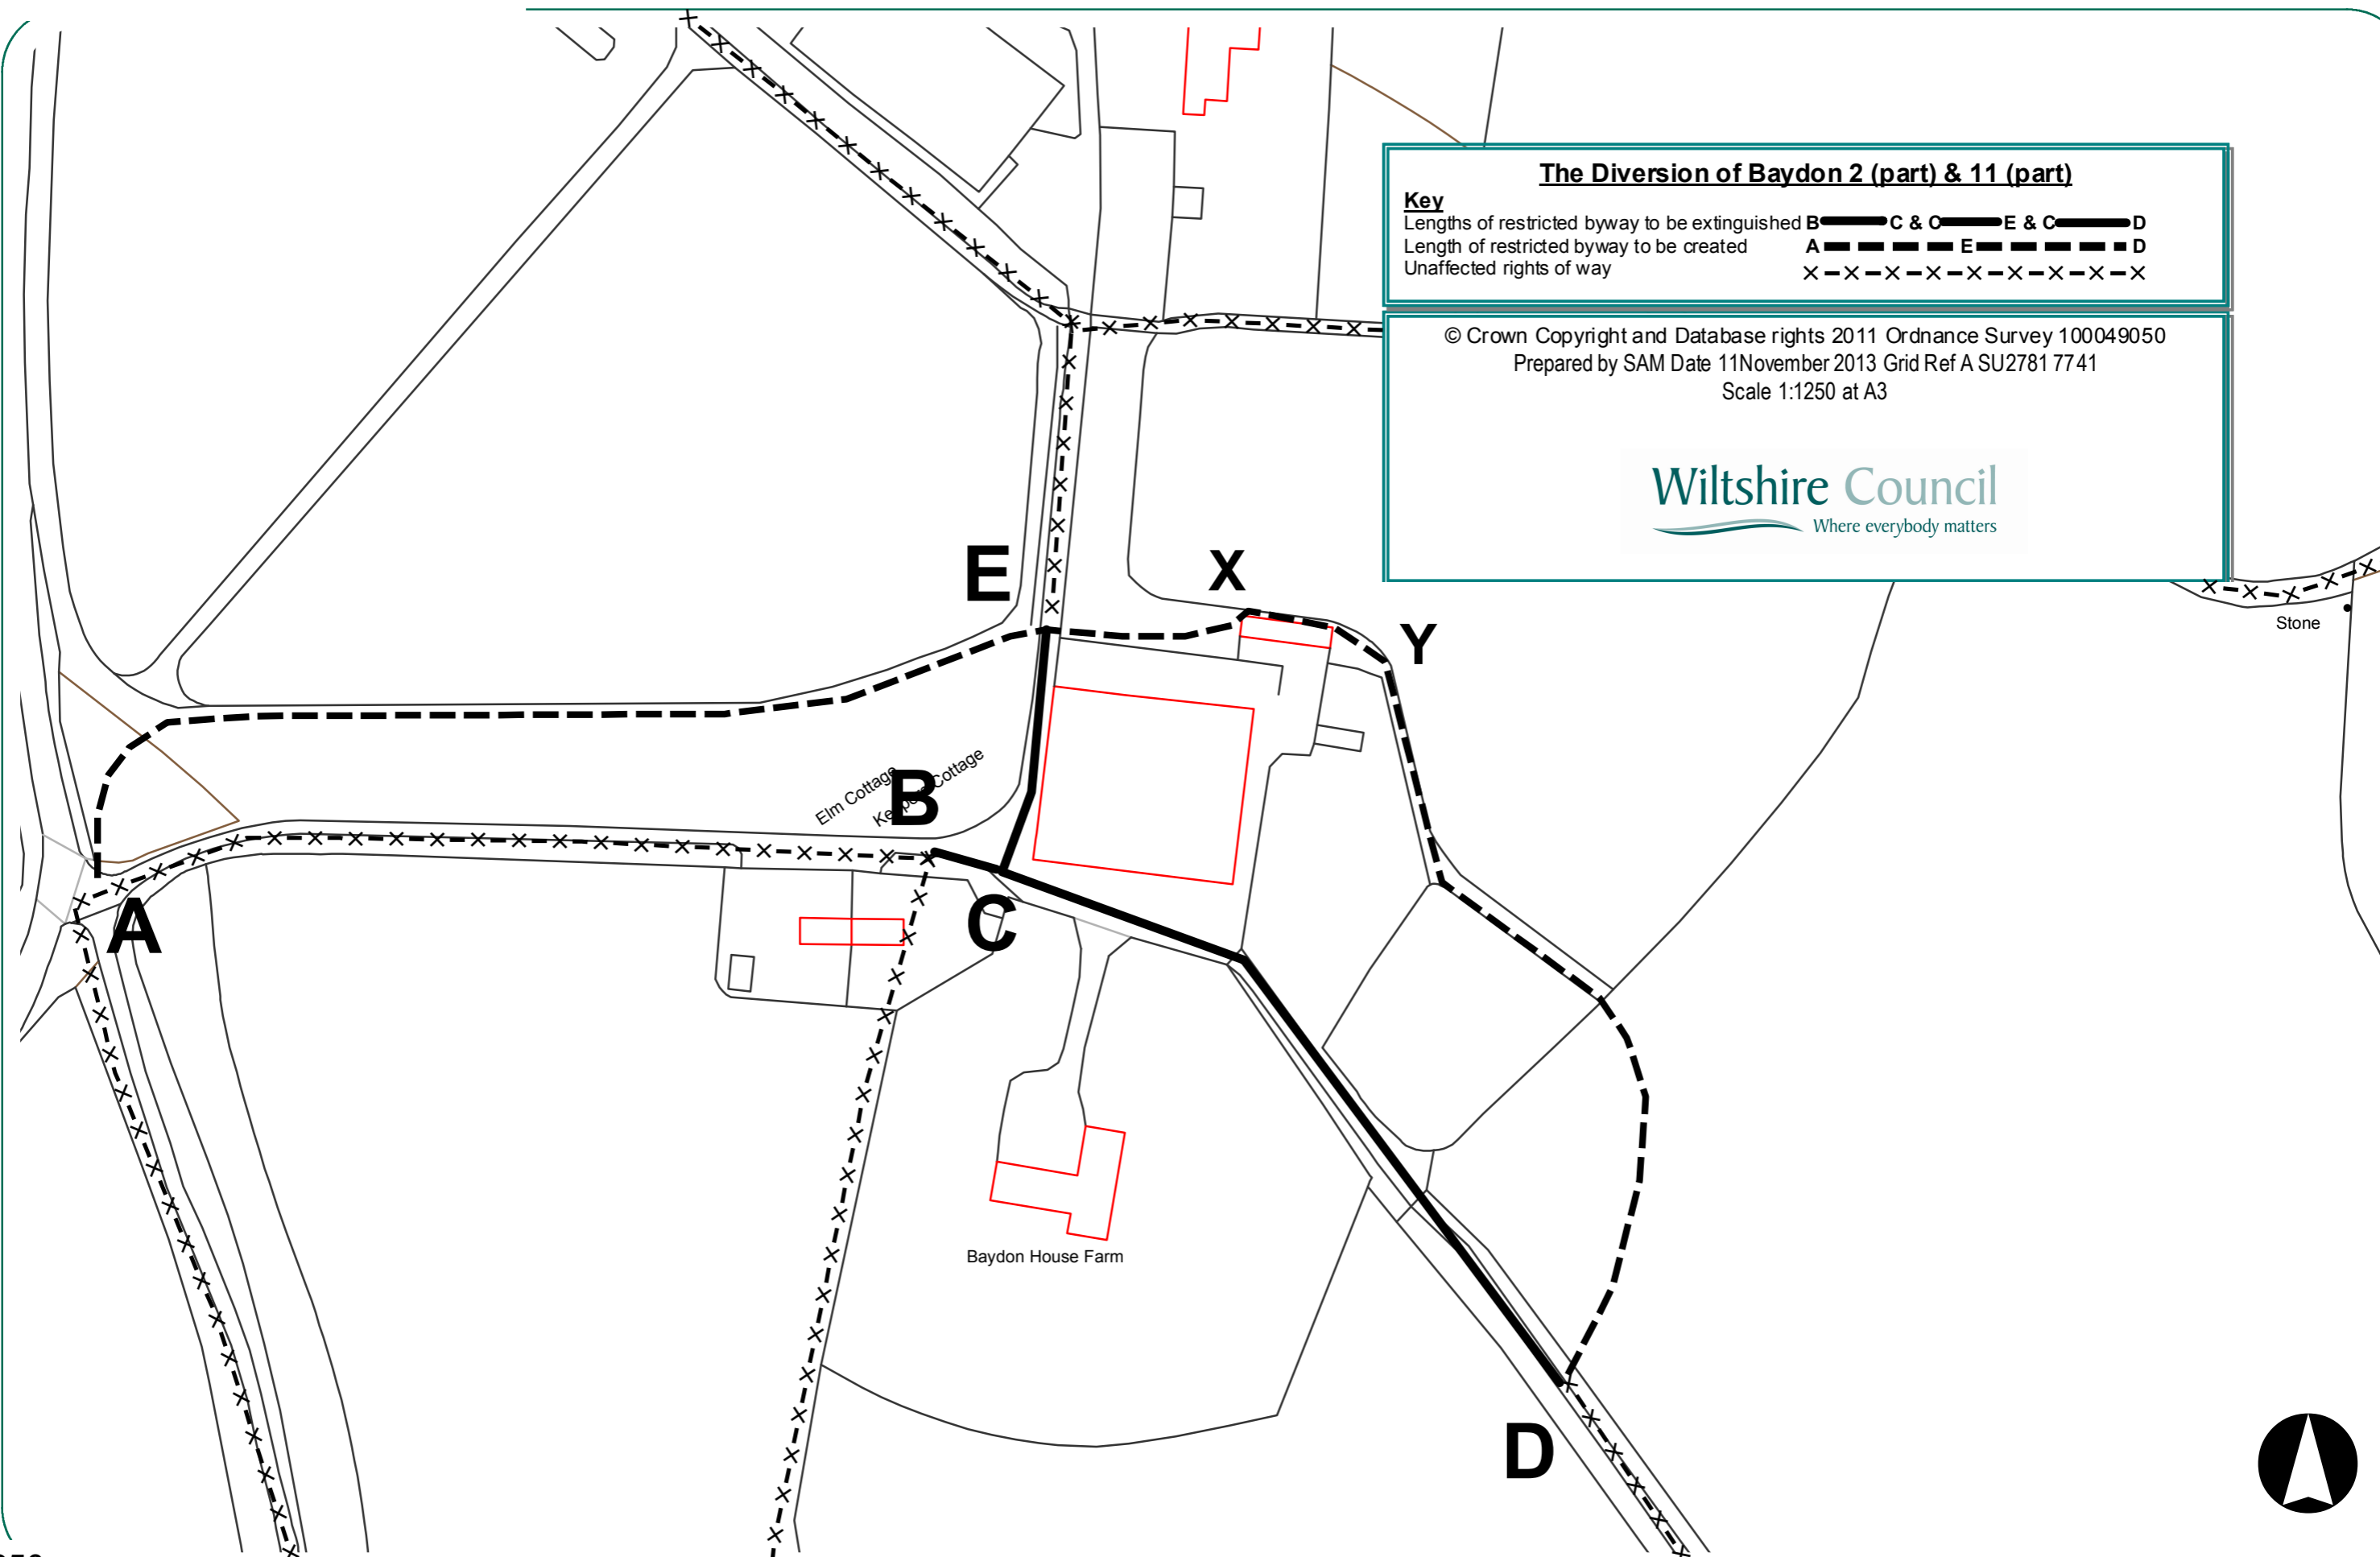 The Diversion of Baydon 2 (part) & 11 (part)
Key
Lengths of restricted byway to be extinguished B C & C E & C D
Length of restricted byway to be created A E D
Unaffected rights of way
© Crown Copyright and Database rights 2011 Ordnance Survey 100049050
Prepared by SAM Date 11November 2013 Grid Ref A SU2781 7741
Scale 1:1250 at A3
Wiltshire Council
Where everybody matters
E
X
Y
Stone
Elm Cottage
Keepers Cottage
B
A
C
Baydon House Farm
D